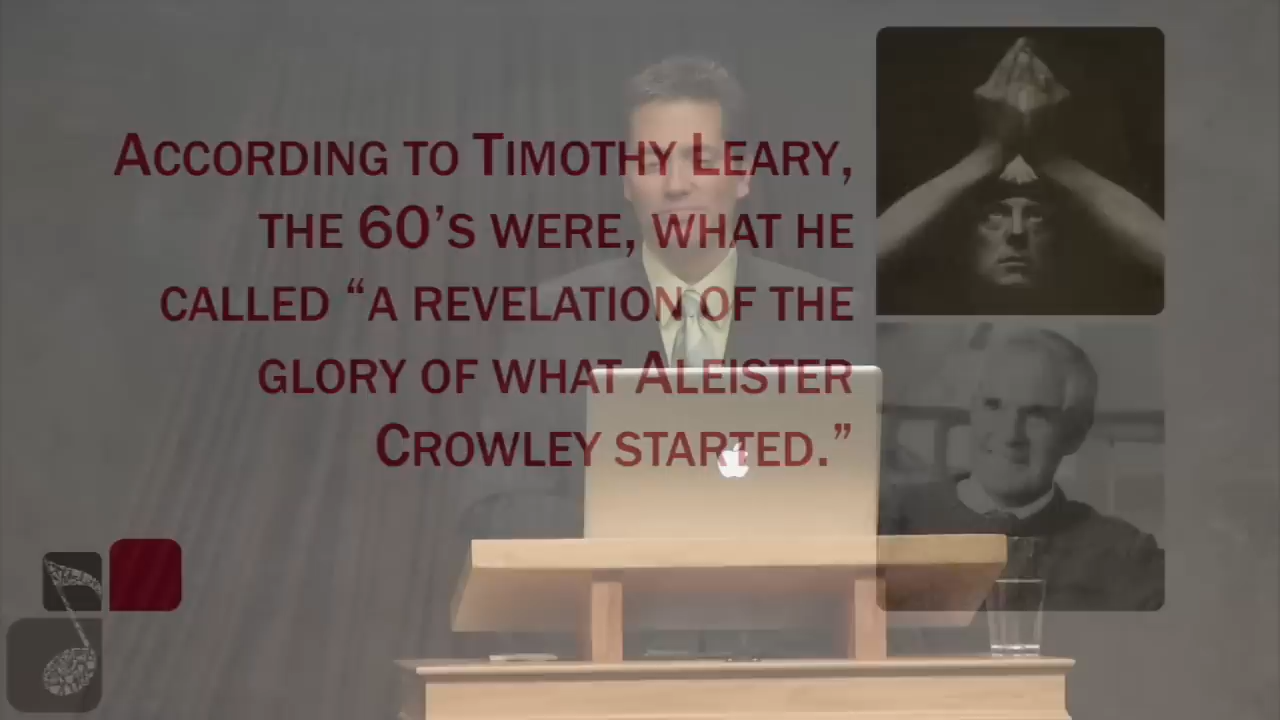 According to Timothy Leary,
the 60's were, what he
called “a revelation of the
glory of what Aleister
Crowley started.”